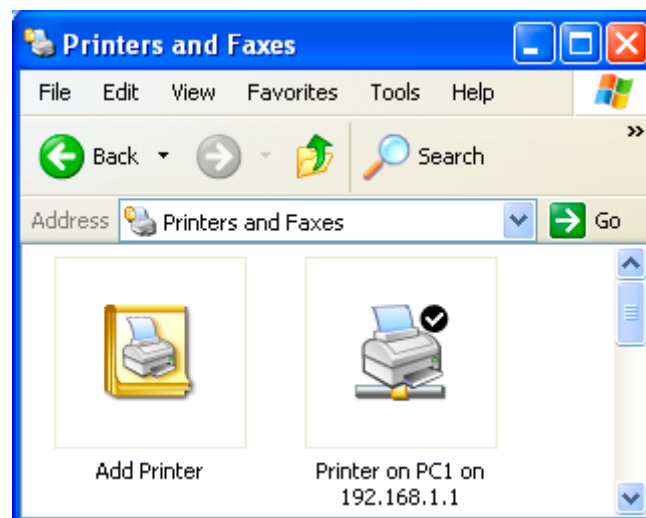 Printers and Faxes
File Edit View Favorites Tools Help
Back Search »
Address Printers and Faxes Go
Add Printer
Printer on PC1 on
192.168.1.1